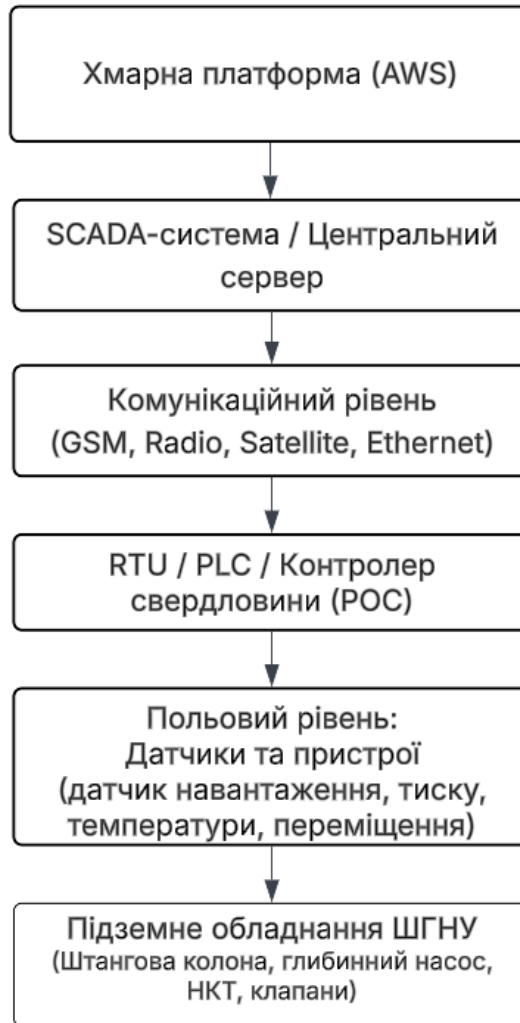 Хмарна платформа (AWS)
SCADA-система / Центральний
сервер
Комунікаційний рівень
(GSM, Radio, Satellite, Ethernet)
RTU / PLC / Контролер
свердловини (POC)
Польовий рівень:
Датчики та пристрої
(датчик навантаження, тиску,
температури, переміщення)
Підземне обладнання ШГНУ
(Штангова колона, глибинний насос,
НКТ, клапани)